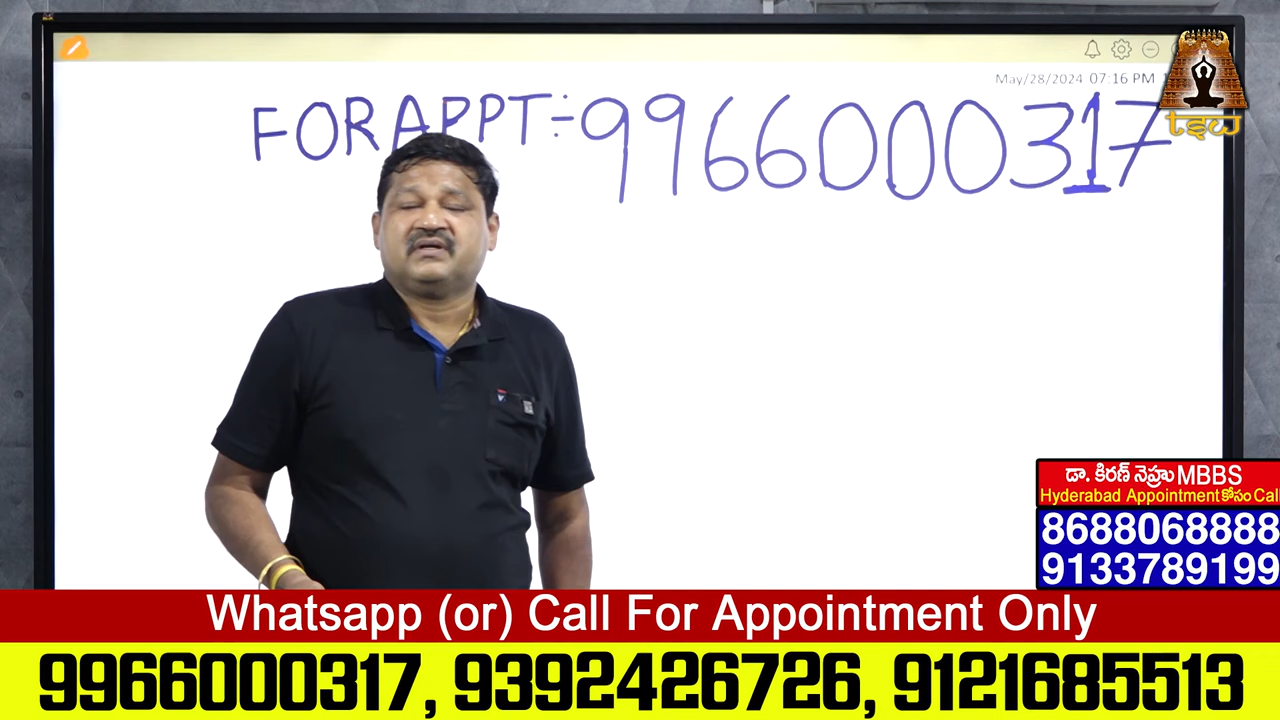 May/28/2024 07:16 PM
FOR APPT:- 9966000317
tsw
డా. కిరణ్ నెహ్రు MBBS
Hyderabad Appointment కోసం Call
8688068888
9133789199
Whatsapp (or) Call For Appointment Only
9966000317, 9392426726, 9121685513